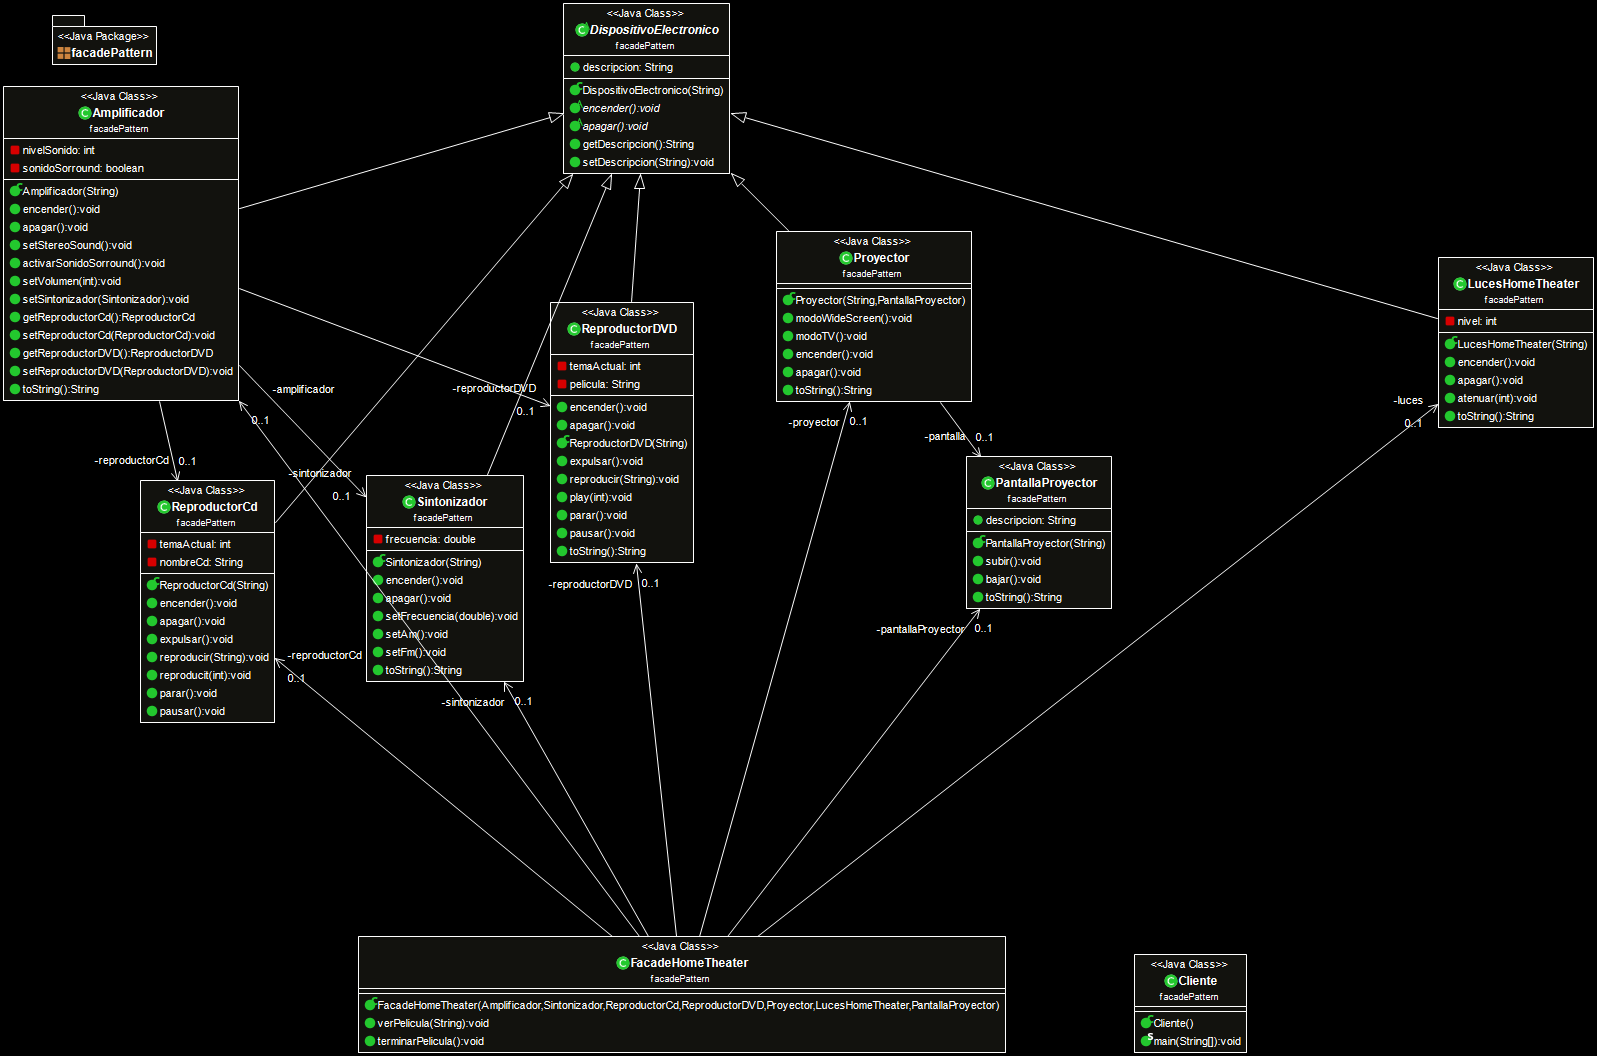 <<Java Package>>
facadePattern
<<Java Class>>
DispositivoElectronico
facadePattern
descripcion: String
DispositivoElectronico(String)
encender():void
apagar():void
getDescripcion():String
setDescripcion(String):void
<<Java Class>>
Amplificador
facadePattern
nivelSonido: int
sonidoSorround: boolean
Amplificador(String)
encender():void
apagar():void
setStereoSound():void
activarSonidoSorround():void
setVolumen(int):void
setSintonizador(Sintonizador):void
getReproductorCd():ReproductorCd
setReproductorCd(ReproductorCd):void
getReproductorDVD():ReproductorDVD
setReproductorDVD(ReproductorDVD):void
toString():String
<<Java Class>>
Proyector
facadePattern
Proyector(String,PantallaProyector)
modoWideScreen():void
modoTV():void
encender():void
apagar():void
toString():String
<<Java Class>>
LucesHomeTheater
facadePattern
nivel: int
LucesHomeTheater(String)
encender():void
apagar():void
atenuar(int):void
toString():String
<<Java Class>>
ReproductorDVD
facadePattern
temaActual: int
pelicula: String
encender():void
apagar():void
ReproductorDVD(String)
expulsar():void
reproducir(String):void
play(int):void
parar():void
pausar():void
toString():String
-amplificador
0..1
-reproductorDVD
0..1
-proyector
0..1
-pantalla
0..1
-luces
0..1
-reproductorCd
0..1
-sintonizador
0..1
<<Java Class>>
PantallaProyector
facadePattern
descripcion: String
PantallaProyector(String)
subir():void
bajar():void
toString():String
<<Java Class>>
ReproductorCd
facadePattern
temaActual: int
nombreCd: String
ReproductorCd(String)
encender():void
apagar():void
expulsar():void
reproducir(String):void
reproducit(int):void
parar():void
pausar():void
<<Java Class>>
Sintonizador
facadePattern
frecuencia: double
Sintonizador(String)
encender():void
apagar():void
setFrecuencia(double):void
setAm():void
setFm():void
toString():String
-reproductorDVD
0..1
-pantallaProyector
0..1
-reproductorCd
0..1
-sintonizador
0..1
<<Java Class>>
FacadeHomeTheater
facadePattern
FacadeHomeTheater(Amplificador,Sintonizador,ReproductorCd,ReproductorDVD,Proyector,LucesHomeTheater,PantallaProyector)
verPelicula(String):void
terminarPelicula():void
<<Java Class>>
Cliente
facadePattern
Cliente()
main(String[]):void